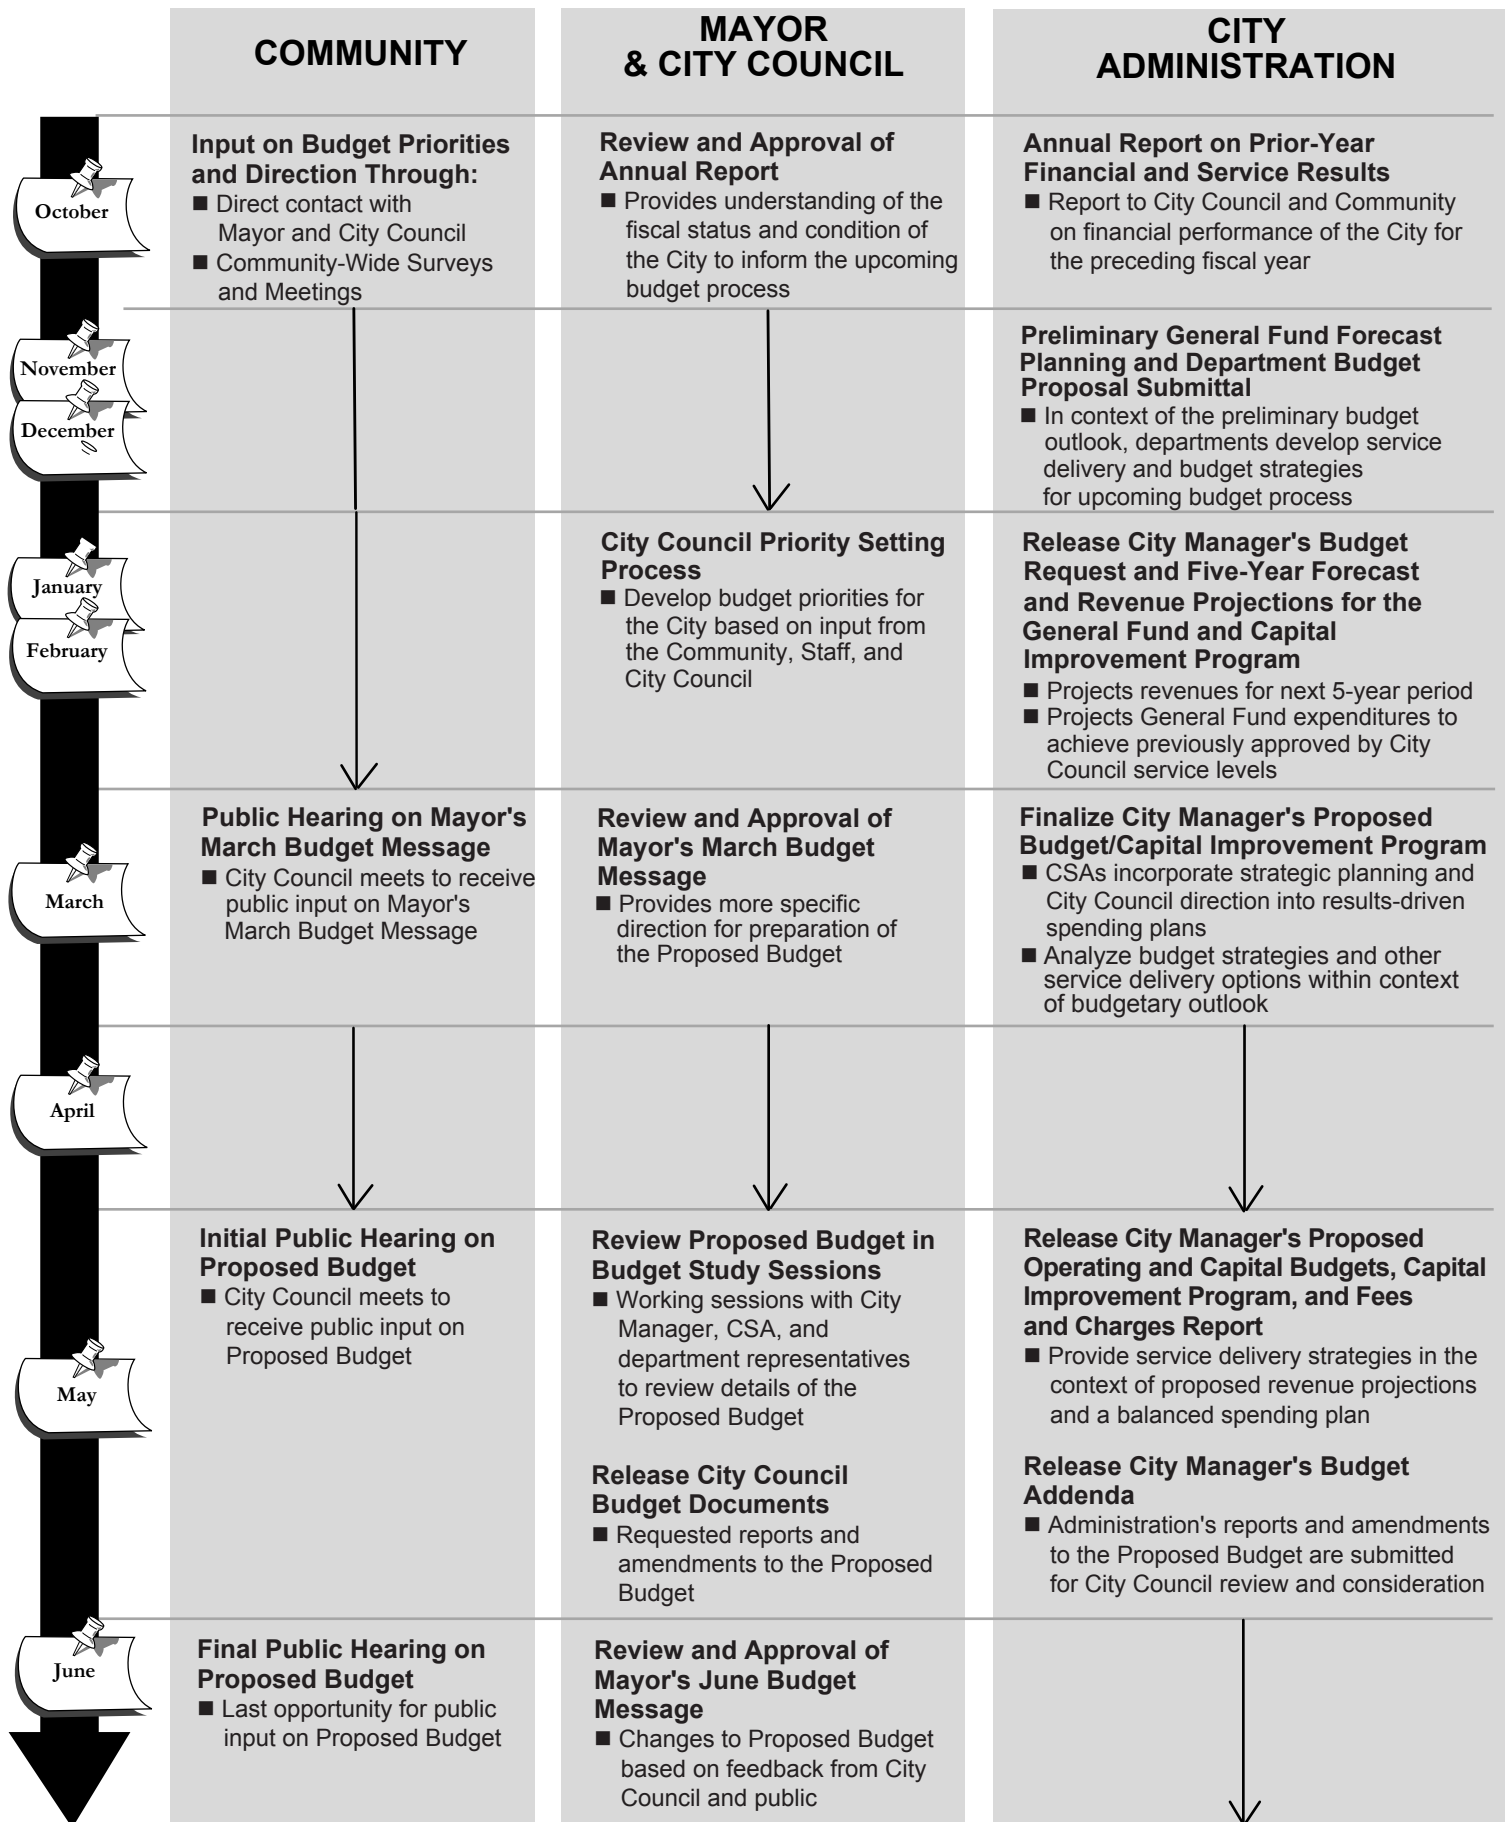 COMMUNITY
MAYOR
& CITY COUNCIL
CITY
ADMINISTRATION
October
Input on Budget Priorities
and Direction Through:
■ Direct contact with
Mayor and City Council
■ Community-Wide Surveys
and Meetings
Review and Approval of
Annual Report
■ Provides understanding of the
fiscal status and condition of
the City to inform the upcoming
budget process
Annual Report on Prior-Year
Financial and Service Results
■ Report to City Council and Community
on financial performance of the City for
the preceding fiscal year
November
December
Preliminary General Fund Forecast
Planning and Department Budget
Proposal Submittal
■ In context of the preliminary budget
outlook, departments develop service
delivery and budget strategies
for upcoming budget process
January
February
City Council Priority Setting
Process
■ Develop budget priorities for
the City based on input from
the Community, Staff, and
City Council
Release City Manager's Budget
Request and Five-Year Forecast
and Revenue Projections for the
General Fund and Capital
Improvement Program
■ Projects revenues for next 5-year period
■ Projects General Fund expenditures to
achieve previously approved by City
Council service levels
March
Public Hearing on Mayor's
March Budget Message
■ City Council meets to receive
public input on Mayor's
March Budget Message
Review and Approval of
Mayor's March Budget
Message
■ Provides more specific
direction for preparation of
the Proposed Budget
Finalize City Manager's Proposed
Budget/Capital Improvement Program
■ CSAs incorporate strategic planning and
City Council direction into results-driven
spending plans
■ Analyze budget strategies and other
service delivery options within context
of budgetary outlook
April
May
Initial Public Hearing on
Proposed Budget
■ City Council meets to
receive public input on
Proposed Budget
Review Proposed Budget in
Budget Study Sessions
■ Working sessions with City
Manager, CSA, and
department representatives
to review details of the
Proposed Budget
Release City Council
Budget Documents
■ Requested reports and
amendments to the Proposed
Budget
Release City Manager's Proposed
Operating and Capital Budgets, Capital
Improvement Program, and Fees
and Charges Report
■ Provide service delivery strategies in the
context of proposed revenue projections
and a balanced spending plan
Release City Manager's Budget
Addenda
■ Administration's reports and amendments
to the Proposed Budget are submitted
for City Council review and consideration
June
Final Public Hearing on
Proposed Budget
■ Last opportunity for public
input on Proposed Budget
Review and Approval of
Mayor's June Budget
Message
■ Changes to Proposed Budget
based on feedback from City
Council and public